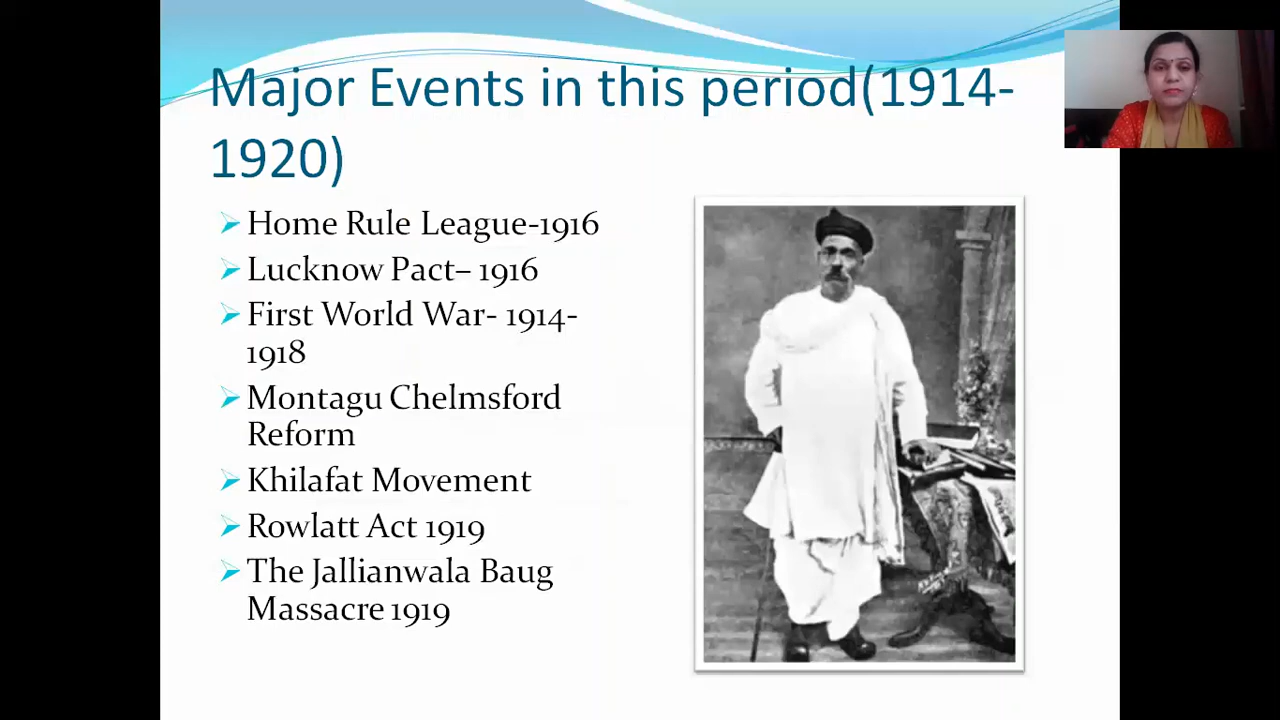 Major Events in this period(1914-
1920)
Home Rule League-1916
Lucknow Pact– 1916
First World War- 1914-
1918
Montagu Chelmsford
Reform
Khilafat Movement
Rowlatt Act 1919
The Jallianwala Baug
Massacre 1919